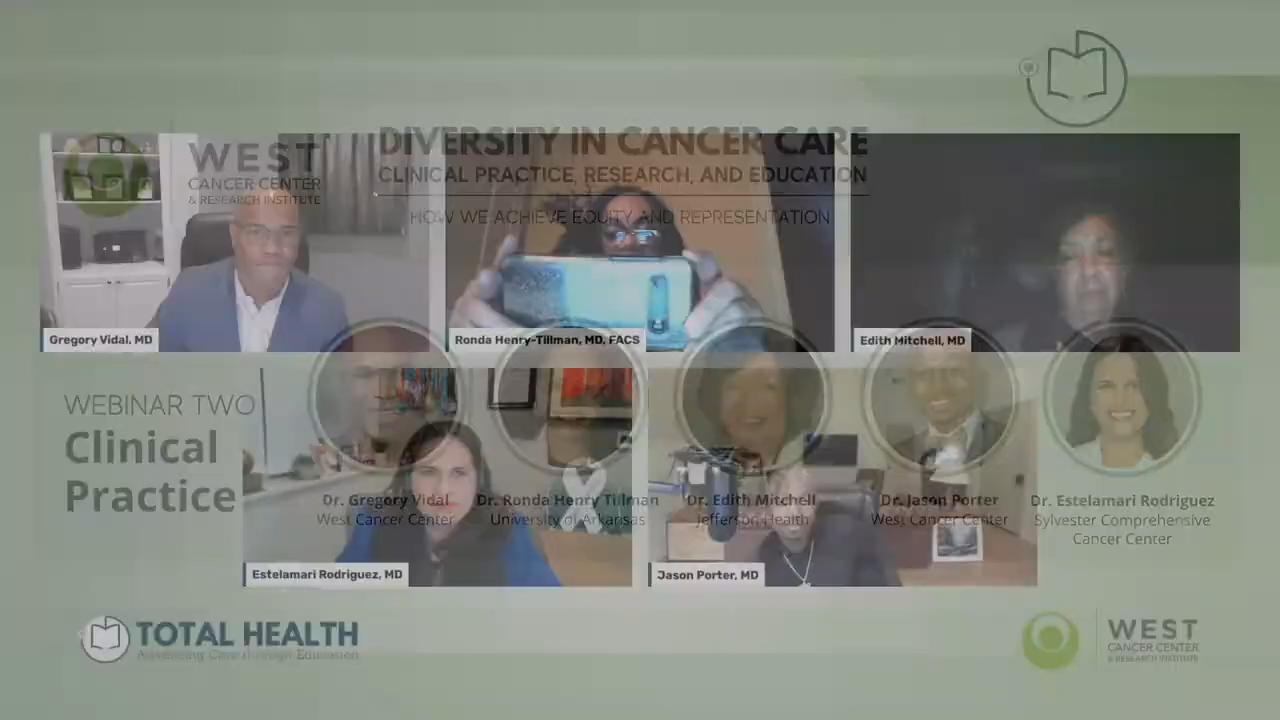 WEST
CANCER CENTER
& RESEARCH INSTITUTE
DIVERSITY IN CANCER CARE
CLINICAL PRACTICE, RESEARCH, AND EDUCATION
HOW WE ACHIEVE EQUITY AND REPRESENTATION
Gregory Vidal, MD
Ronda Henry-Tillman, MD, FACS
Edith Mitchell, MD
WEBINAR TWO
Clinical
Practice
Dr. Gregory Vidal
West Cancer Center
Dr. Ronda Henry Tillman
University of Arkansas
Dr. Edith Mitchell
Jefferson Health
Dr. Jason Porter
West Cancer Center
Dr. Estelamari Rodriguez
Sylvester Comprehensive
Cancer Center
Estelamari Rodriguez, MD
Jason Porter, MD
TOTAL HEALTH
Advancing Care through Education
WEST
CANCER CENTER
& RESEARCH INSTITUTE